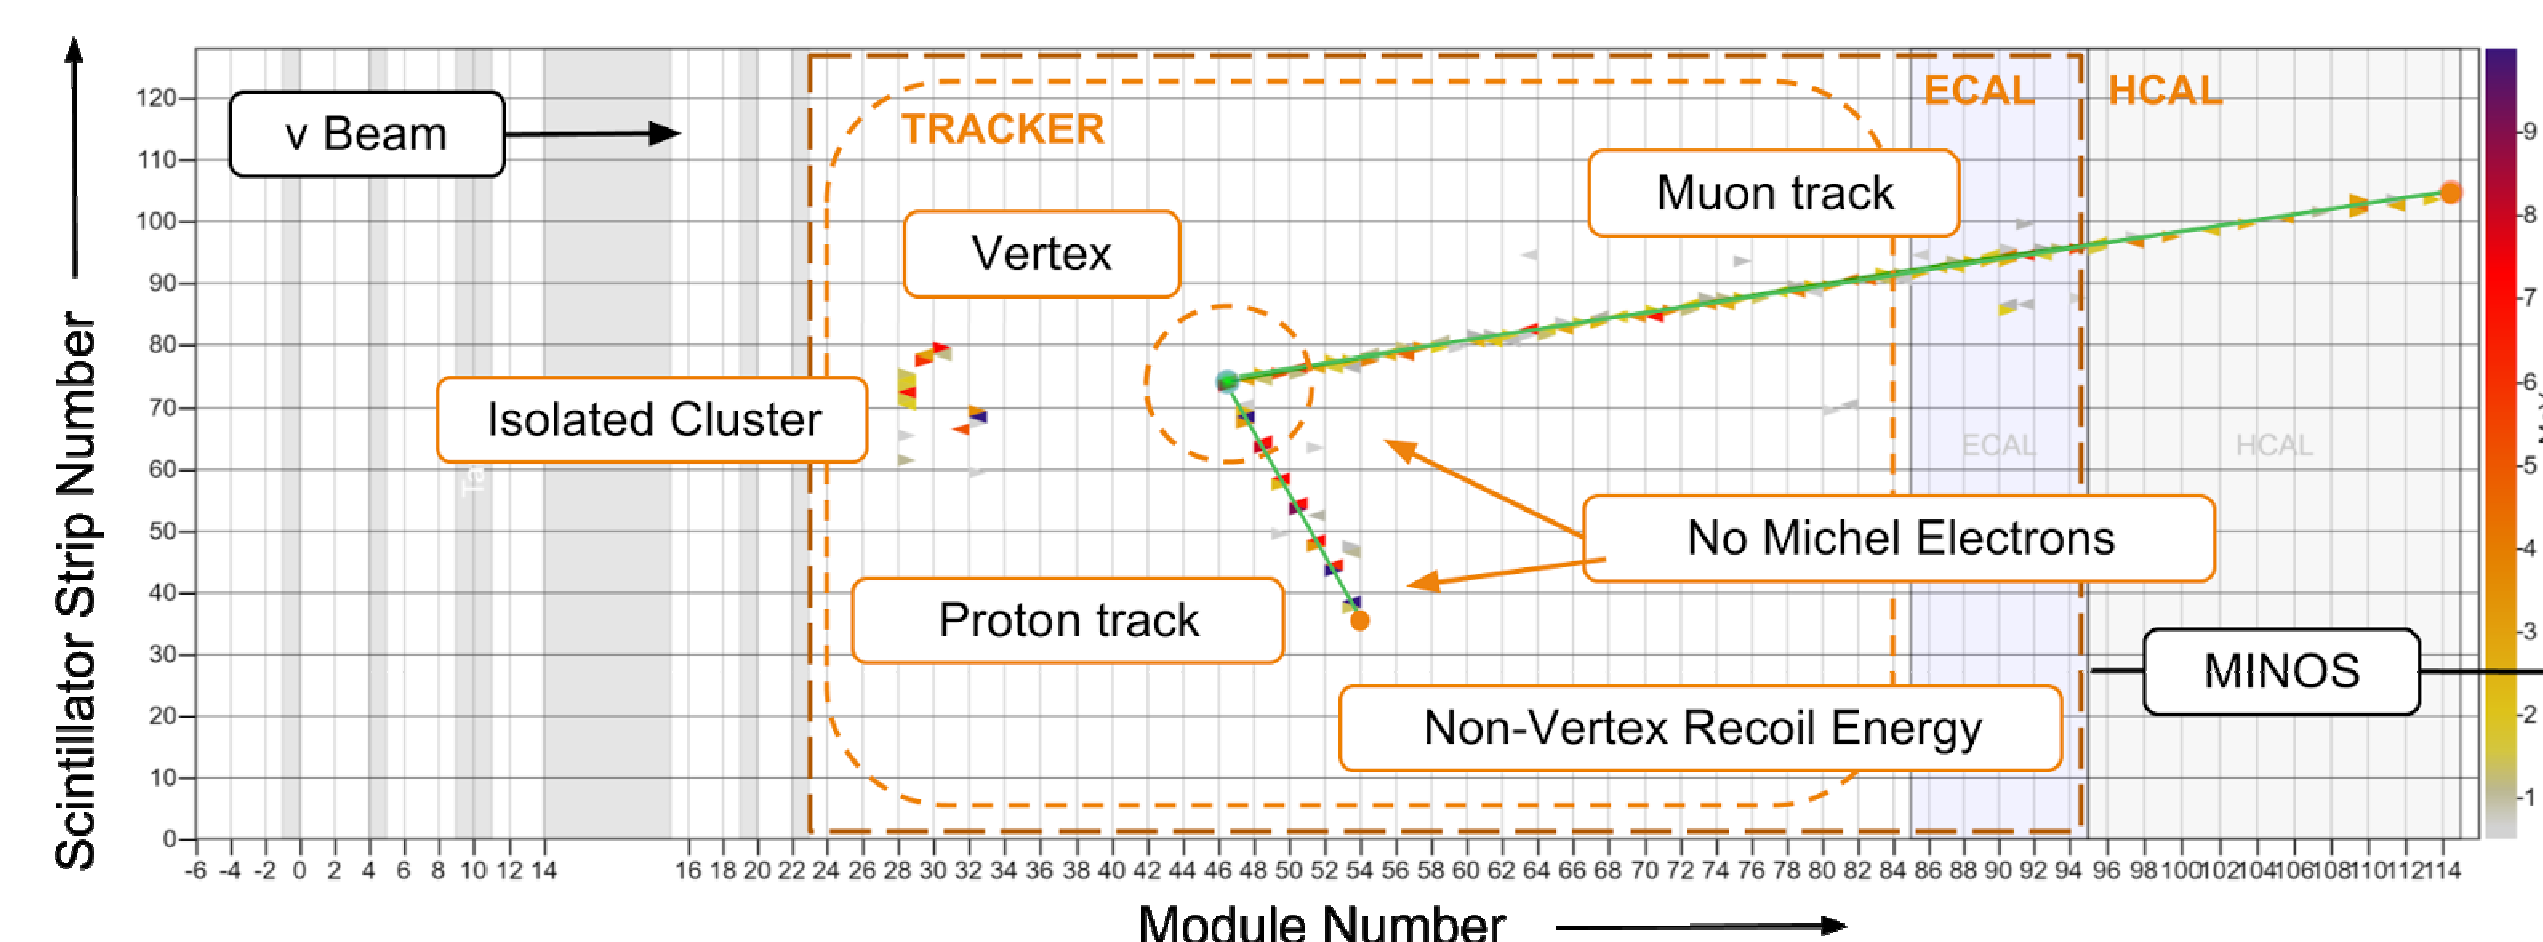 ν Beam
TRACKER
ECAL
HCAL
Muon track
Vertex
Isolated Cluster
Ta
ECAL
HCAL
No Michel Electrons
Proton track
MINOS
Non-Vertex Recoil Energy
Scintillator Strip Number
120
110
100
90
80
70
60
50
40
30
20
10
0
-6 -4 -2 0 2 4 6 8 10 12 14 16 18 20 22 24 26 28 30 32 34 36 38 40 42 44 46 48 50 52 54 56 58 60 62 64 66 68 70 72 74 76 78 80 82 84 86 88 90 92 94 96 98 100 102 104 106 108 110 112 114
Module Number
9
8
7
6
5
4
3
2
1